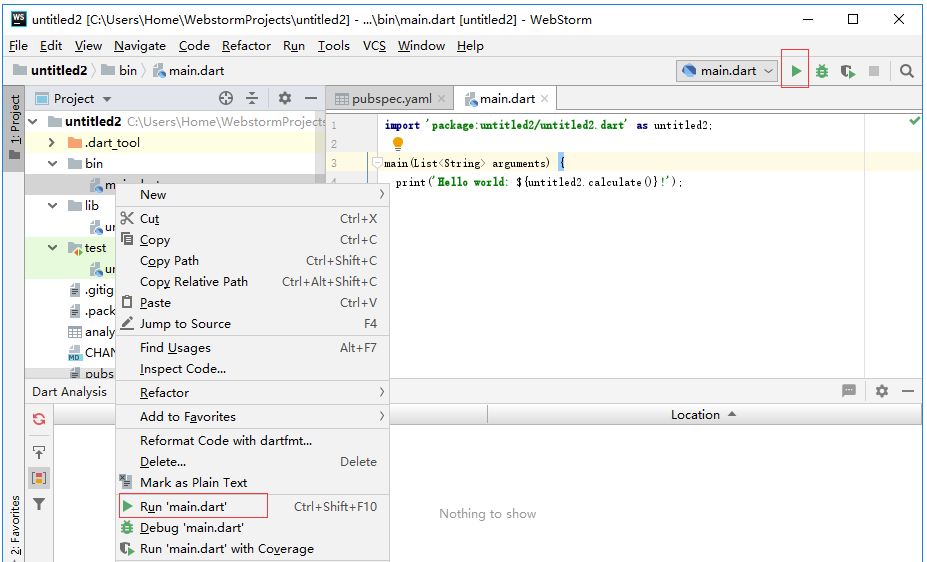 untitled2 [C:\Users\Home\WebstormProjects\untitled2] - ...\bin\main.dart [untitled2] - WebStorm
File Edit View Navigate Code Refactor Run Tools VCS Window Help
untitled2 bin main.dart main.dart
1: Project
Project pubspec.yaml main.dart
untitled2 C:\Users\Home\WebstormProjects
.dart_tool
bin
lib
test
.gitig
.pack
analy
CHAN
pubs
1 import 'package:untitled2/untitled2.dart' as untitled2;
2
3 main(List<String> arguments) {
4 print('Hello world: ${untitled2.calculate()}!');
New
Cut Ctrl+X
Copy Ctrl+C
Copy Path Ctrl+Shift+C
Copy Relative Path Ctrl+Alt+Shift+C
Paste Ctrl+V
Jump to Source F4
Find Usages Alt+F7
Inspect Code...
Refactor
Add to Favorites
Reformat Code with dartfmt...
Delete... Delete
Mark as Plain Text
Run 'main.dart' Ctrl+Shift+F10
Debug 'main.dart'
Run 'main.dart' with Coverage
Dart Analysis
Location
Nothing to show
2: Favorites